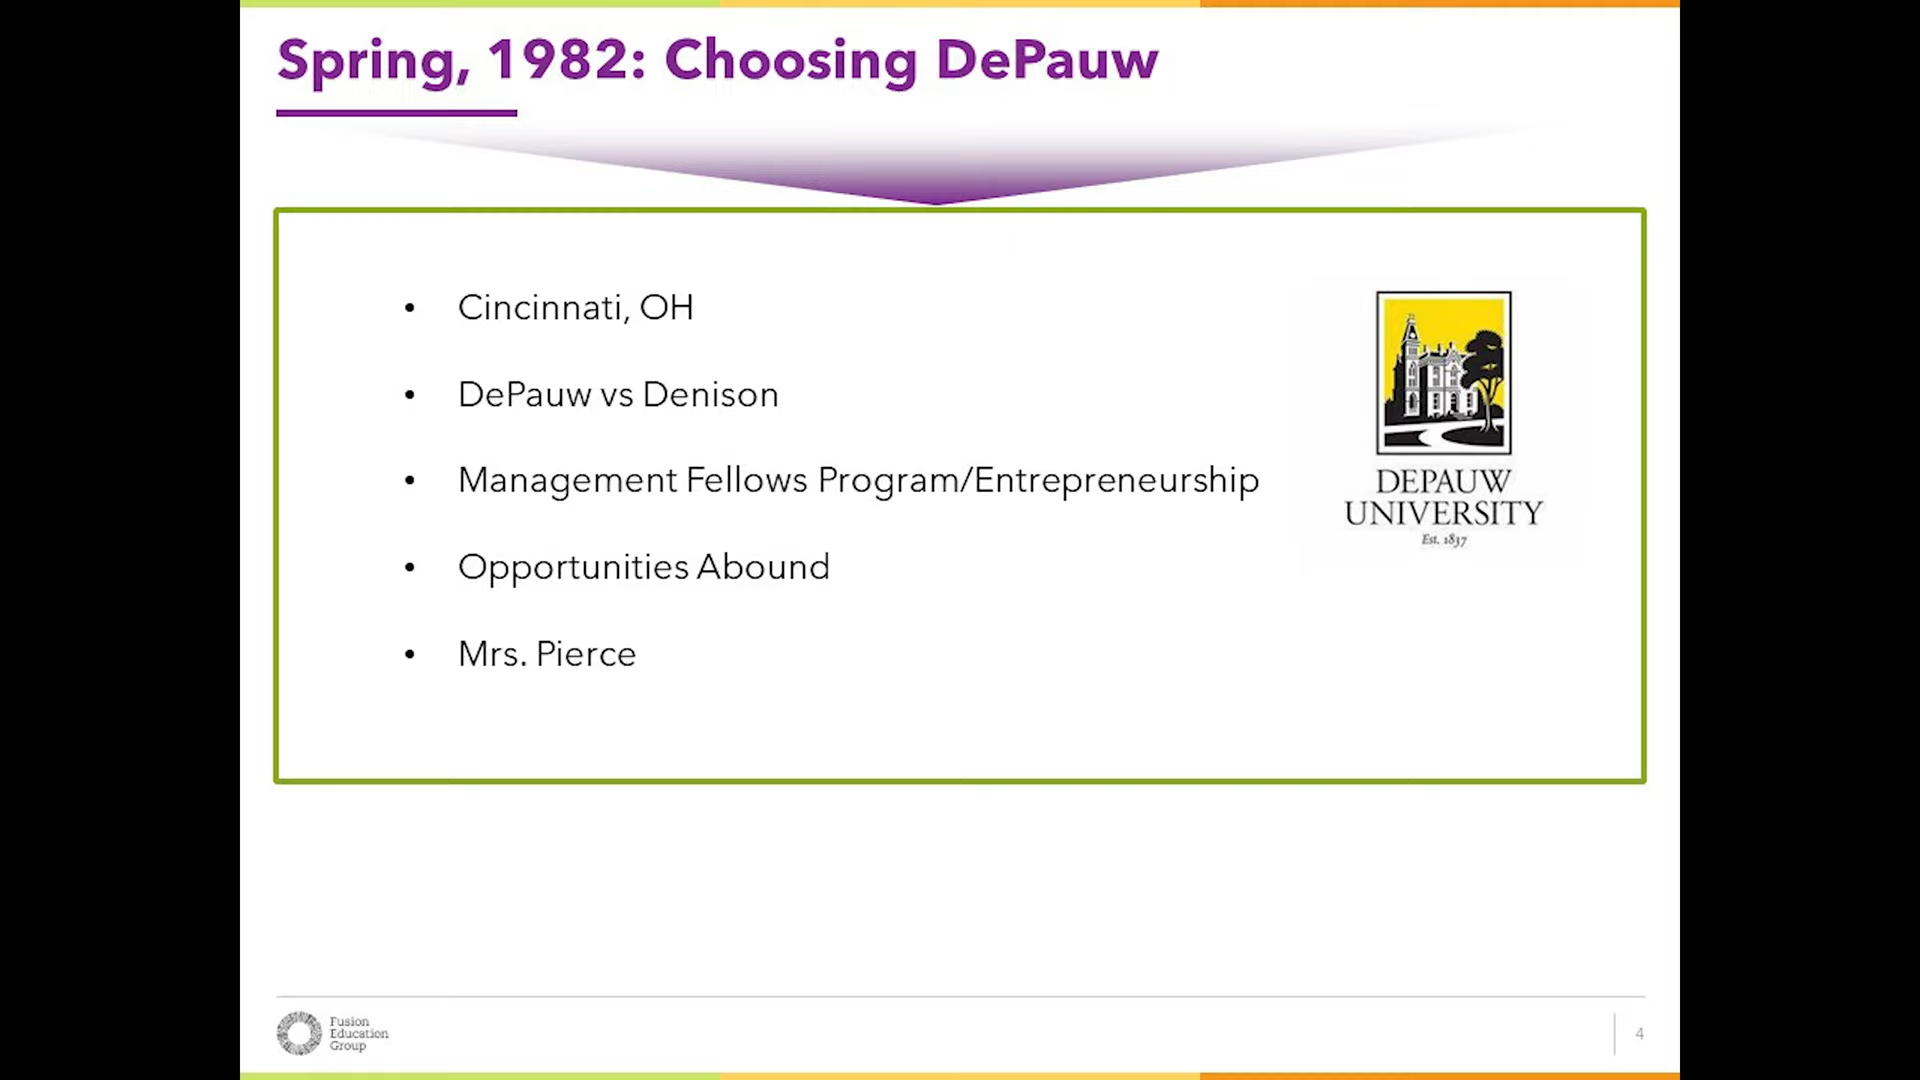 Spring, 1982: Choosing DePauw
• Cincinnati, OH
• DePauw vs Denison
• Management Fellows Program/Entrepreneurship
• Opportunities Abound
• Mrs. Pierce
DEPAUW
UNIVERSITY
Est. 1837
Fusion
Education
Group
4